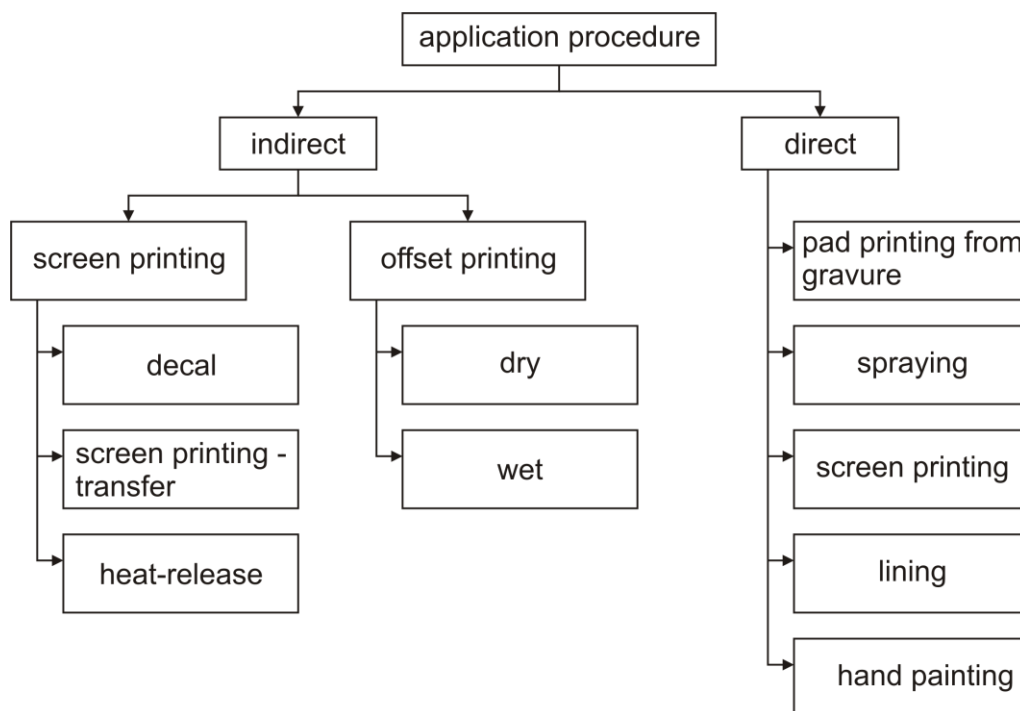 application procedure
indirect
direct
screen printing
offset printing
pad printing from
gravure
decal
dry
spraying
screen printing -
transfer
wet
screen printing
heat-release
lining
hand painting